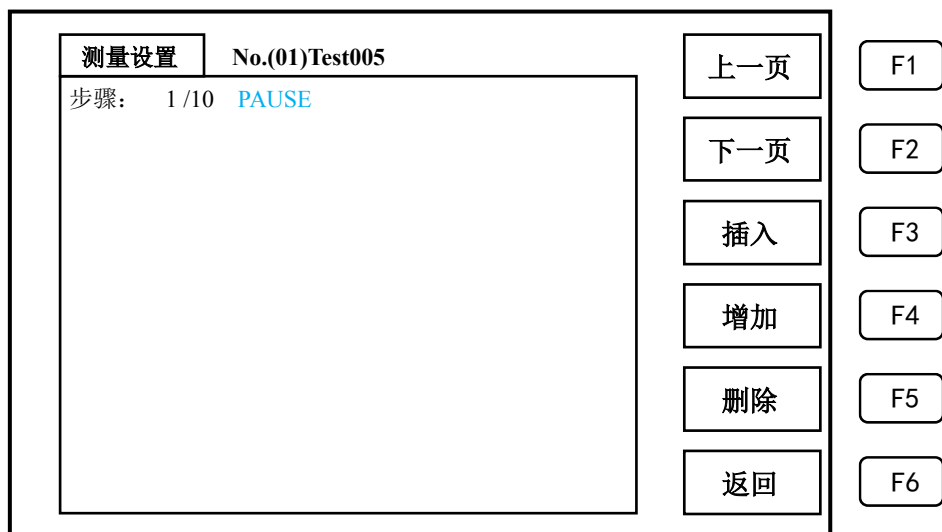 测量设置 No.(01)Test005
步骤： 1 /10 PAUSE
上一页 F1
下一页 F2
插入 F3
增加 F4
删除 F5
返回 F6